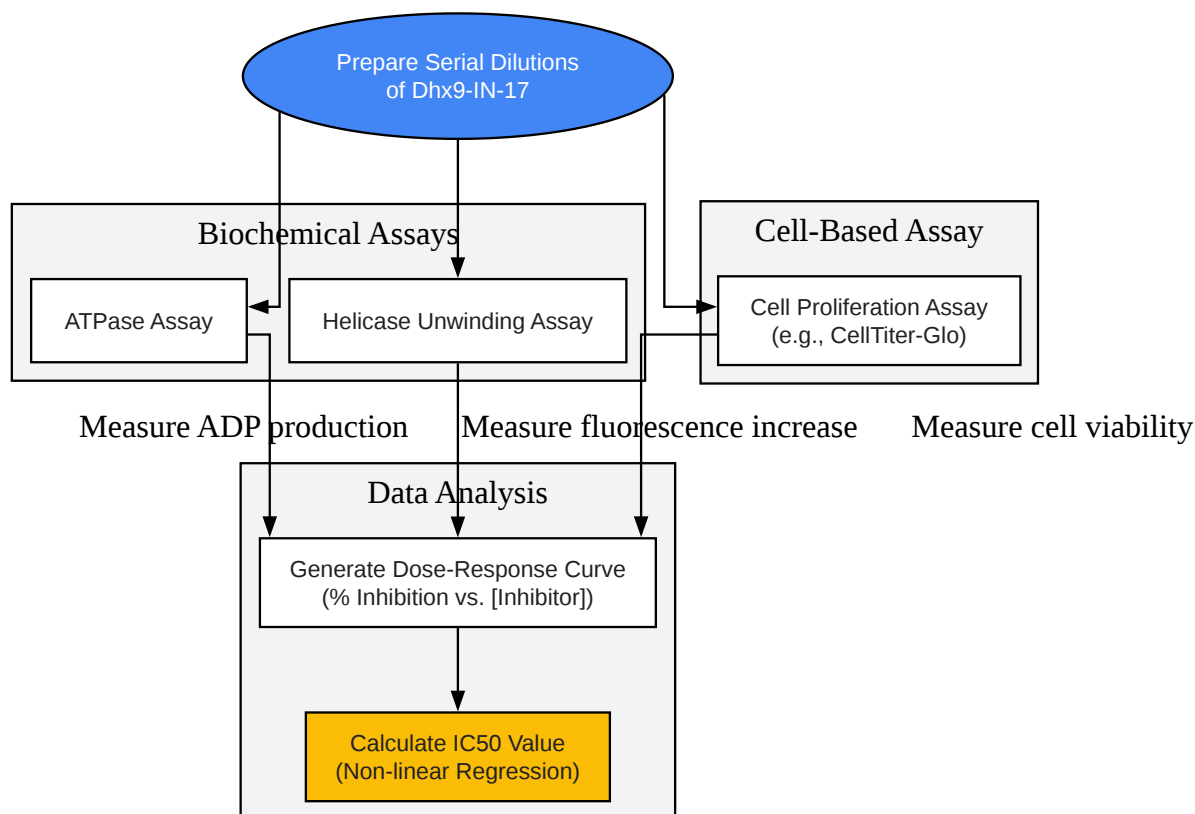 Prepare Serial Dilutions
of Dhx9-IN-17
Biochemical Assays
Cell-Based Assay
ATPase Assay
Helicase Unwinding Assay
Cell Proliferation Assay
(e.g., CellTiter-Glo)
Measure ADP production
Measure fluorescence increase
Measure cell viability
Data Analysis
Generate Dose-Response Curve
(% Inhibition vs. [Inhibitor])
Calculate IC50 Value
(Non-linear Regression)